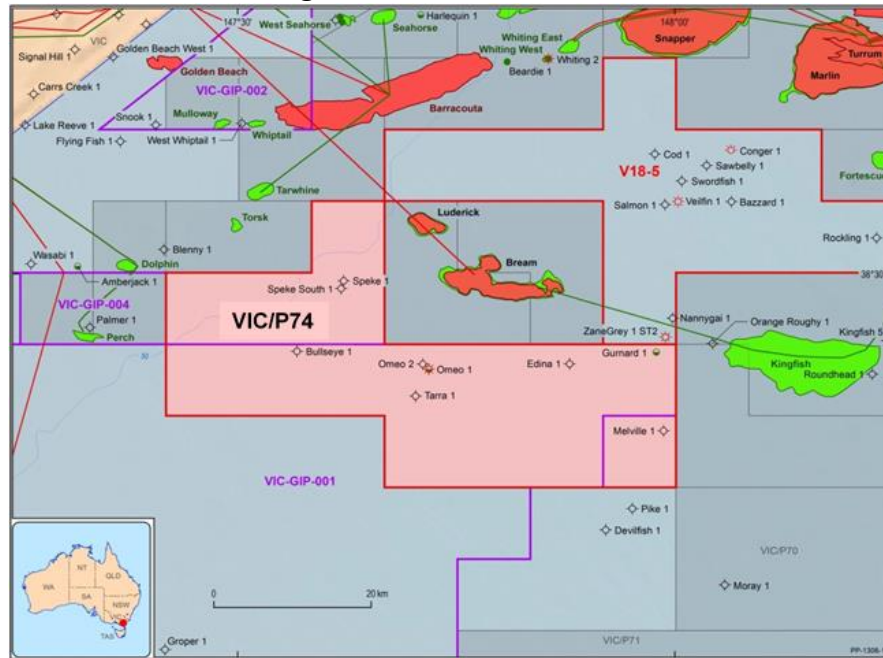 147°30'
148°00'
VIC
Signal Hill 1
Golden Beach West 1
West Seahorse
Seahorse
Harlequin 1
Whiting East
Whiting West
Whiting 2
Beardie 1
Snapper
Turrum
Marlin
Carrs Creek 1
Golden Beach
VIC-GIP-002
Barracouta
Lake Reeve 1
Snook 1
Mulloway
Whiptail
Flying Fish 1
West Whiptail 1
Cod 1
Conger 1
V18-5
Sawbelly 1
Swordfish 1
Fortescue
Tarwhine
Salmon 1
Veilfin 1
Bazzard 1
Torsk
Luderick
Rockling 1
Wasabi 1
Blenny 1
Dolphin
Bream
Amberjack 1
Speke 1
Speke South 1
38°30'
VIC-GIP-004
Palmer 1
Perch
VIC/P74
Nannygai 1
ZaneGrey 1 ST2
Orange Roughy 1
Kingfish 5
50
Bullseye 1
Omeo 2
Omeo 1
Edina 1
Gurnard 1
Kingfish
Roundhead 1
Tarra 1
Melville 1
VIC-GIP-001
Pike 1
Devilfish 1
VIC/P70
Moray 1
0
20 km
WA
NT
QLD
SA
NSW
VIC
TAS
Groper 1
VIC/P71